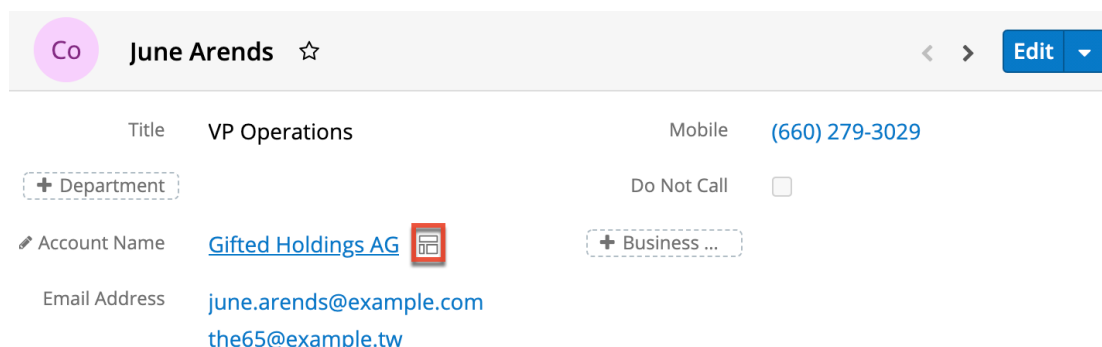 Co June Arends Edit
Title VP Operations Mobile (660) 279-3029
Department Do Not Call
Account Name Gifted Holdings AG Business ...
Email Address june.arends@example.com
the65@example.tw